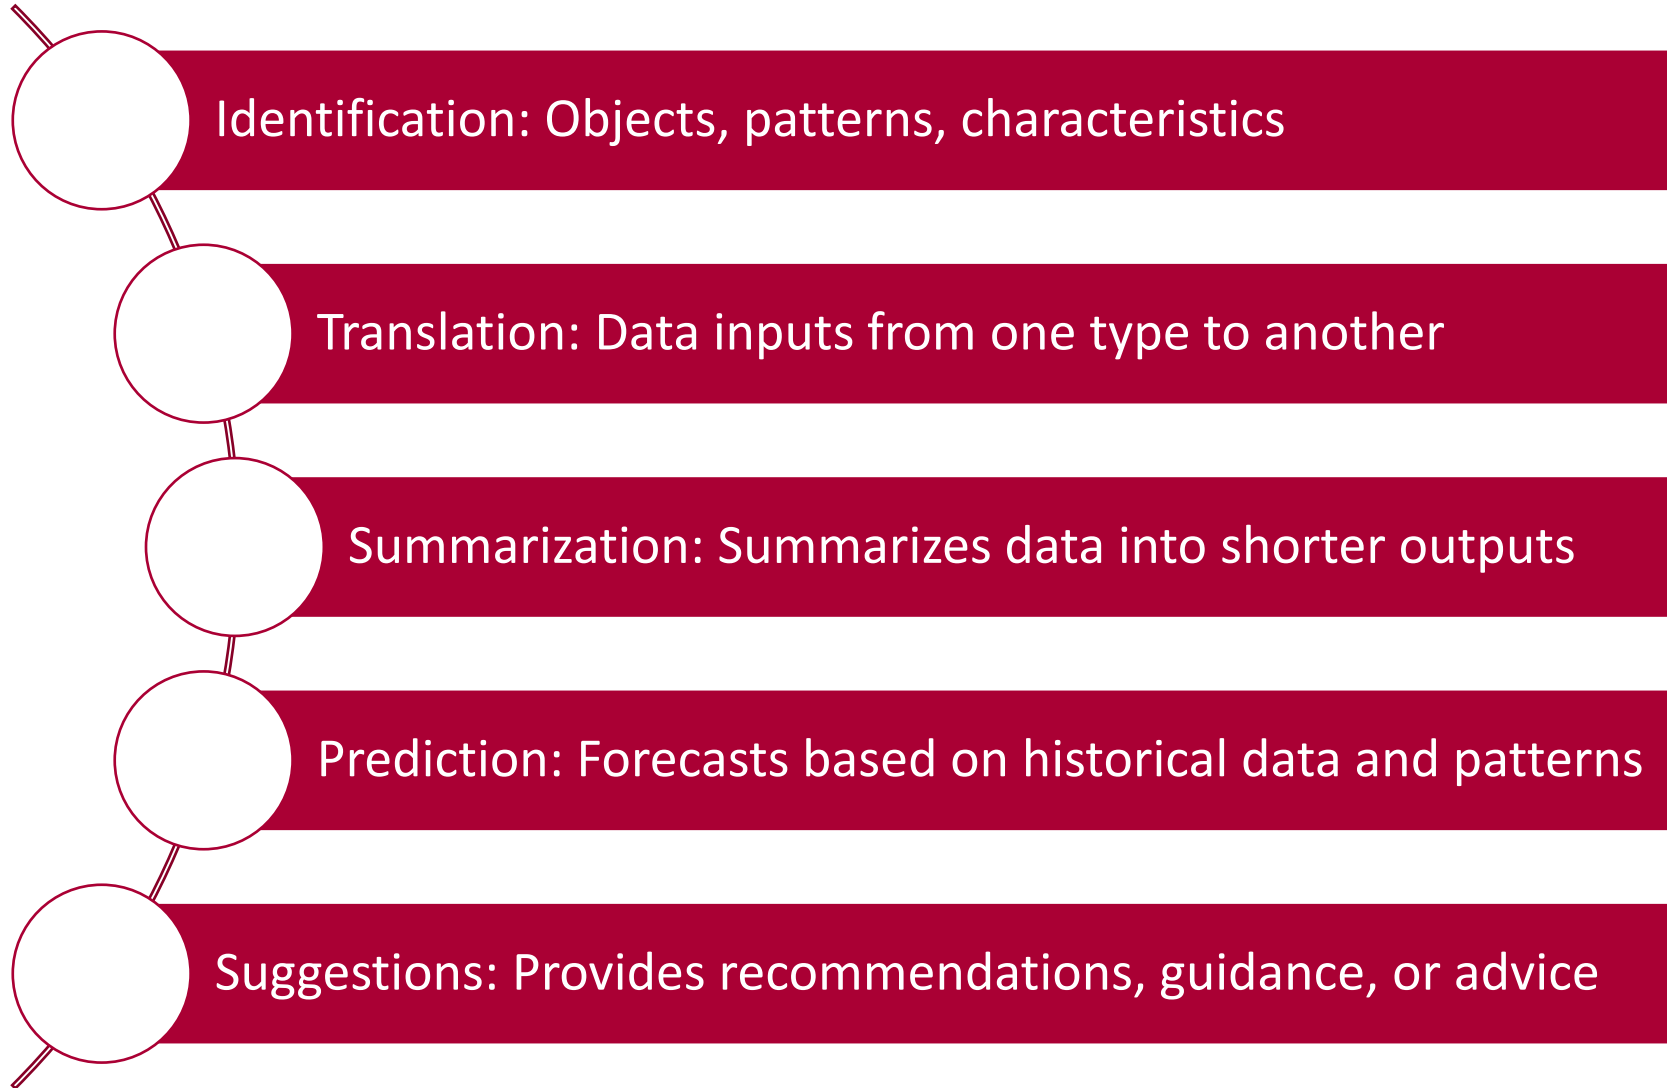 Identification: Objects, patterns, characteristics
Translation: Data inputs from one type to another
Summarization: Summarizes data into shorter outputs
Prediction: Forecasts based on historical data and patterns
Suggestions: Provides recommendations, guidance, or advice